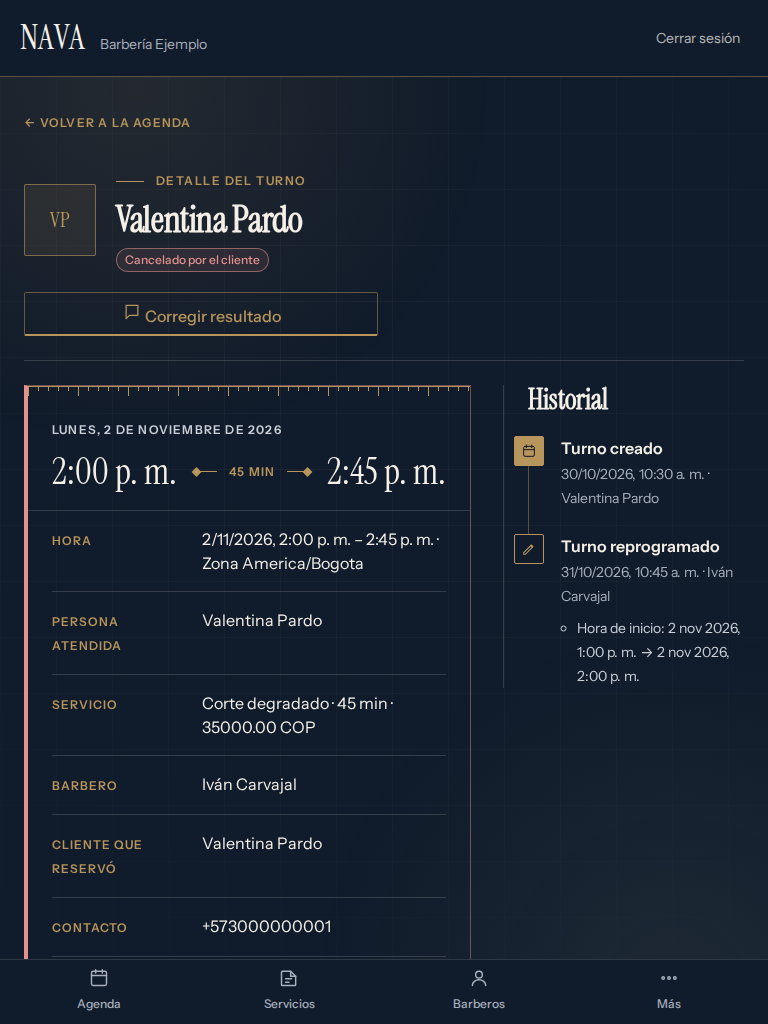 NAVA
Barbería Ejemplo
Cerrar sesión
← VOLVER A LA AGENDA
VP
DETALLE DEL TURNO
Valentina Pardo
Cancelado por el cliente
Corregir resultado
LUNES, 2 DE NOVIEMBRE DE 2026
2:00 p. m.
45 MIN
2:45 p. m.
HORA
2/11/2026, 2:00 p. m. – 2:45 p. m. ·
Zona America/Bogota
PERSONA
ATENDIDA
Valentina Pardo
SERVICIO
Corte degradado · 45 min ·
35000.00 COP
BARBERO
Iván Carvajal
CLIENTE QUE
RESERVÓ
Valentina Pardo
CONTACTO
+573000000001
Historial
Turno creado
30/10/2026, 10:30 a. m. ·
Valentina Pardo
Turno reprogramado
31/10/2026, 10:45 a. m. · Iván
Carvajal
Hora de inicio: 2 nov 2026,
1:00 p. m. → 2 nov 2026,
2:00 p. m.
Agenda
Servicios
Barberos
Más